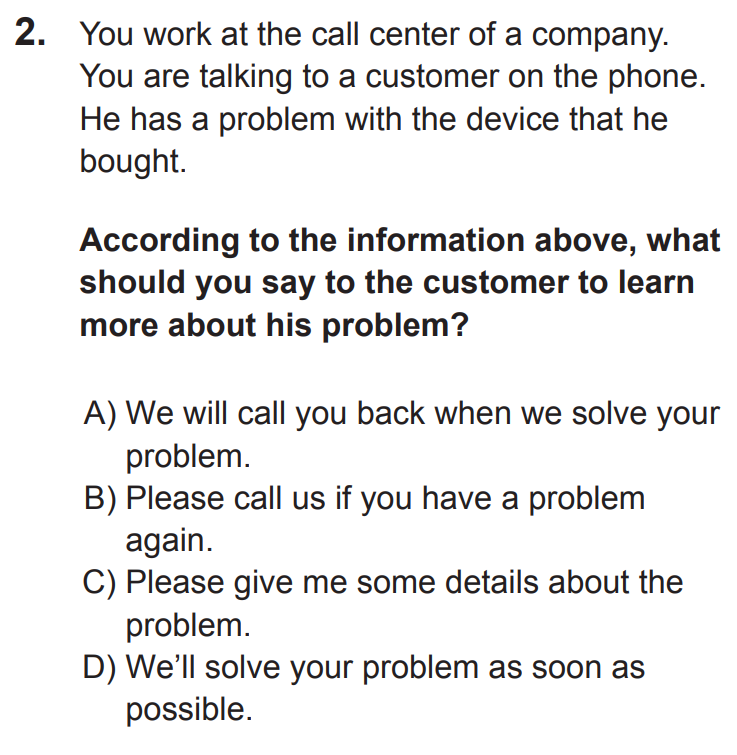 2. You work at the call center of a company.
You are talking to a customer on the phone.
He has a problem with the device that he
bought.
According to the information above, what
should you say to the customer to learn
more about his problem?
A) We will call you back when we solve your
problem.
B) Please call us if you have a problem
again.
C) Please give me some details about the
problem.
D) We’ll solve your problem as soon as
possible.